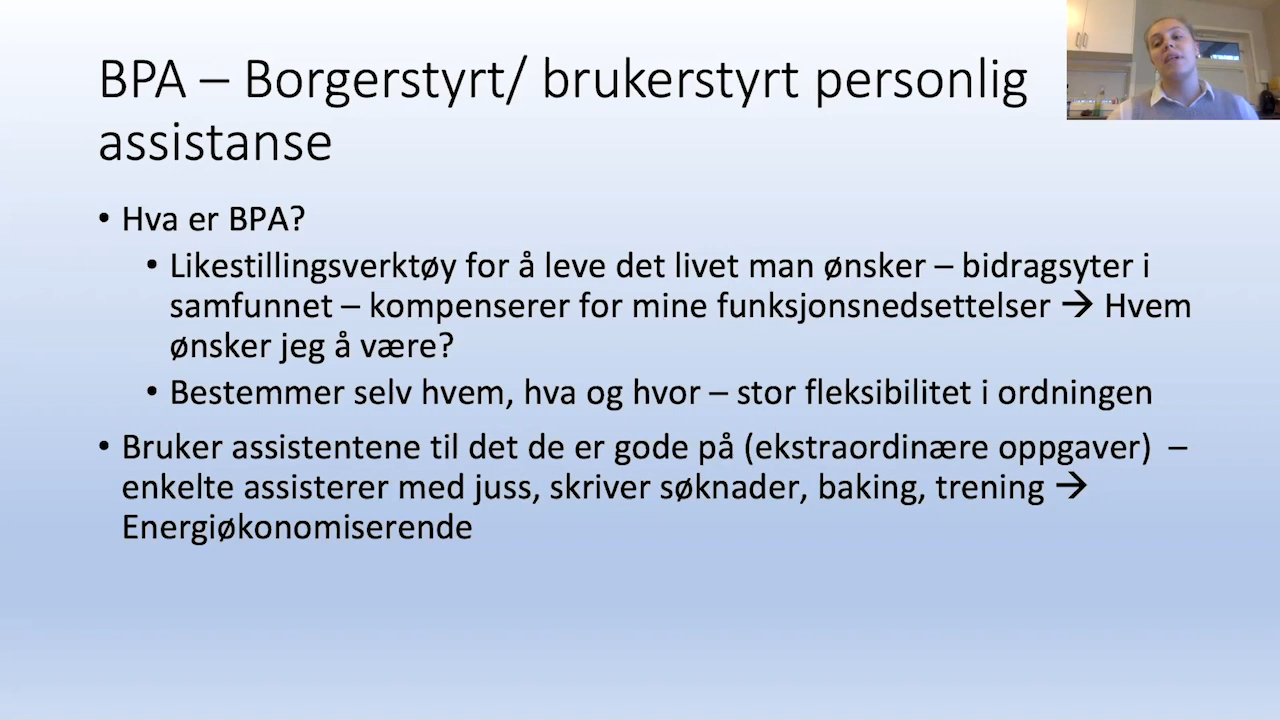 BPA – Borgerstyrt/ brukerstyrt personlig
assistanse
• Hva er BPA?
• Likestillingsverktøy for å leve det livet man ønsker – bidragsyter i
samfunnet – kompenserer for mine funksjonsnedsettelser → Hvem
ønsker jeg å være?
• Bestemmer selv hvem, hva og hvor – stor fleksibilitet i ordningen
• Bruker assistentene til det de er gode på (ekstraordinære oppgaver) –
enkelte assisterer med juss, skriver søknader, baking, trening →
Energiøkonomiserende